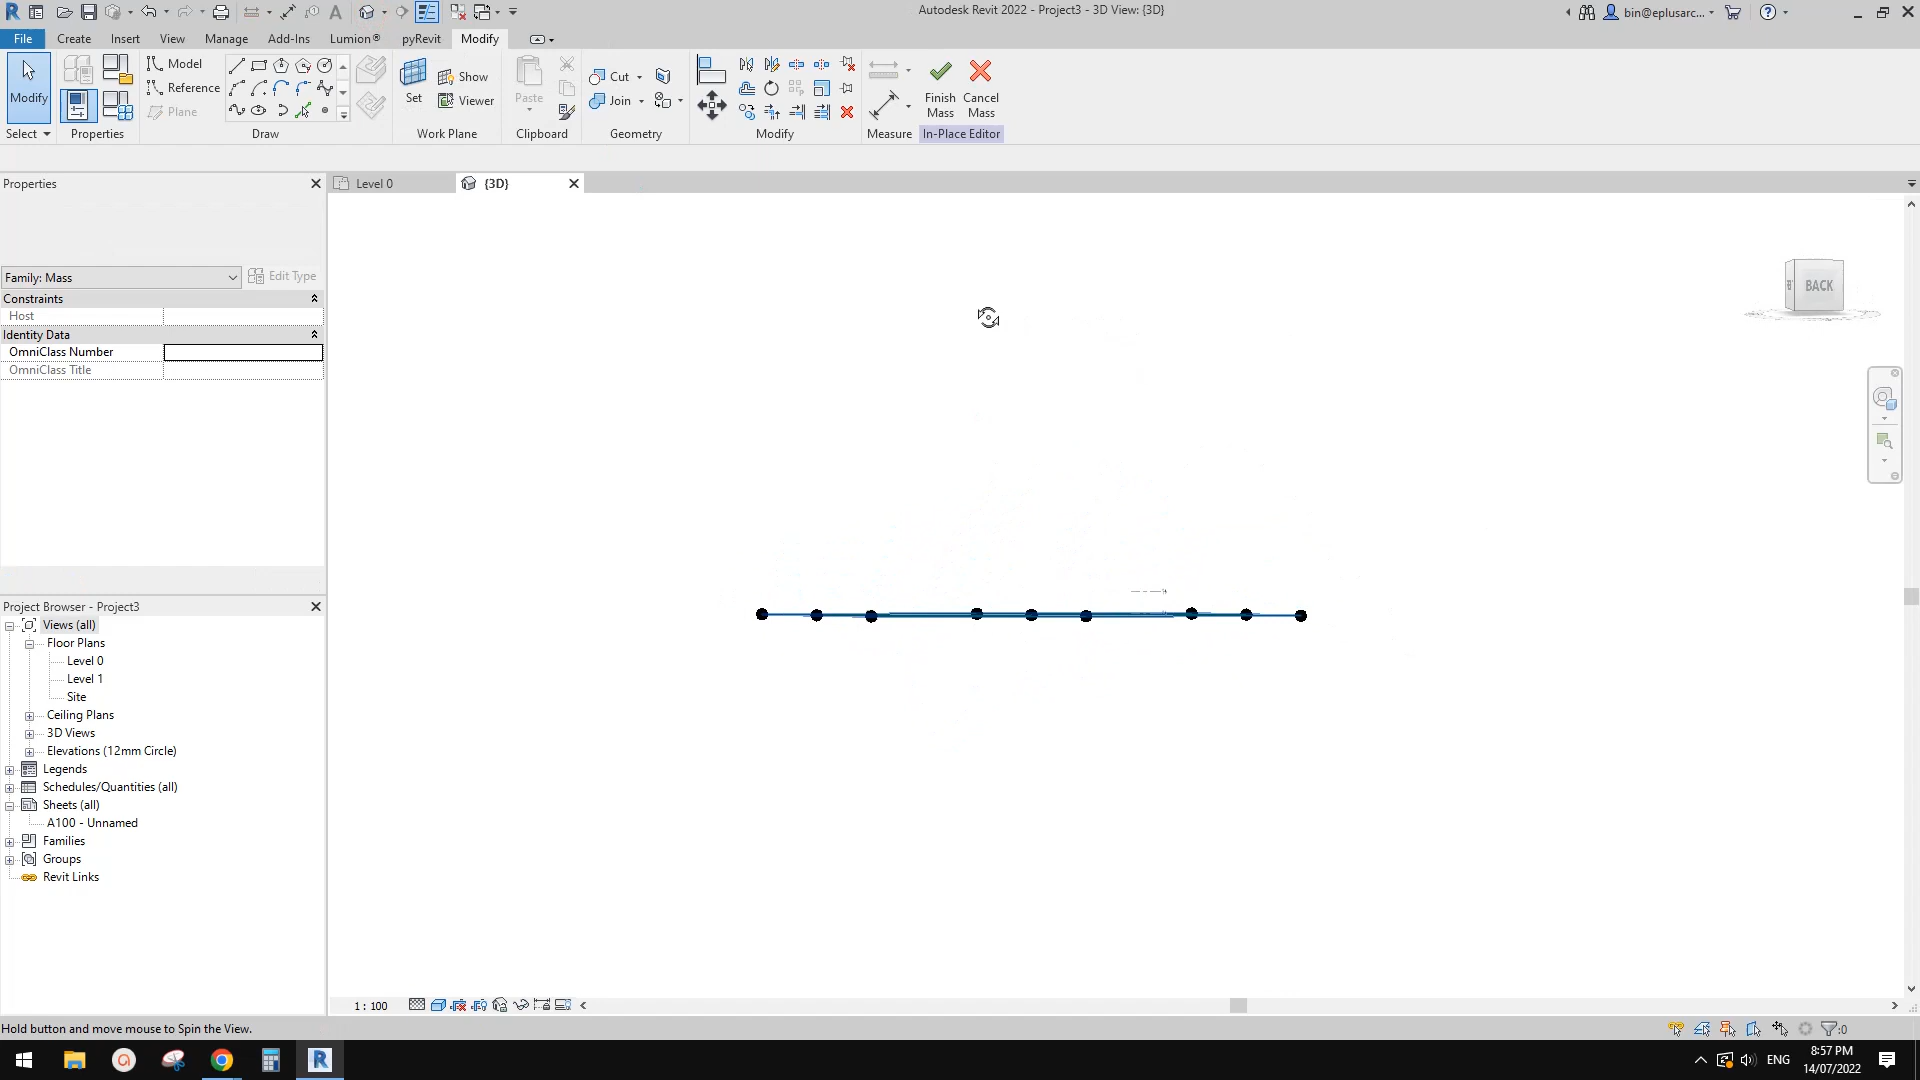 Autodesk Revit 2022 - Project3 - 3D View: {3D}
bin@eplusarc...
File
Create
Insert
View
Manage
Add-Ins
Lumion®
pyRevit
Modify
Modify
Select
Properties
Model
Reference
Plane
Draw
Set
Show
Viewer
Work Plane
Paste
Clipboard
Cut
Join
Geometry
Modify
Measure
Finish
Mass
Cancel
Mass
In-Place Editor
Properties
Level 0
{3D}
Family: Mass
Edit Type
Constraints
Host
Identity Data
OmniClass Number
OmniClass Title
BACK
Project Browser - Project3
Views (all)
Floor Plans
Level 0
Level 1
Site
Ceiling Plans
3D Views
Elevations (12mm Circle)
Legends
Schedules/Quantities (all)
Sheets (all)
A100 - Unnamed
Families
Groups
Revit Links
1 : 100
Hold button and move mouse to Spin the View.
:0
ENG
8:57 PM
14/07/2022